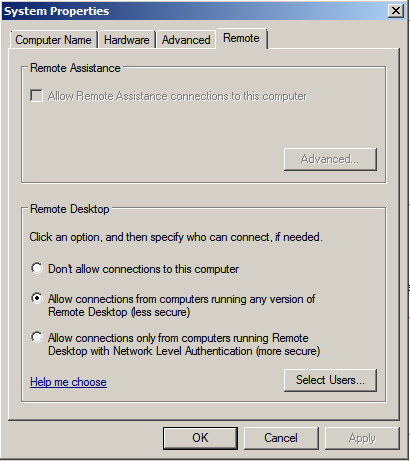 System Properties
Computer Name Hardware Advanced Remote
Remote Assistance
Allow Remote Assistance connections to this computer
Advanced...
Remote Desktop
Click an option, and then specify who can connect, if needed.
Don't allow connections to this computer
Allow connections from computers running any version of
Remote Desktop (less secure)
Allow connections only from computers running Remote
Desktop with Network Level Authentication (more secure)
Help me choose Select Users...
OK Cancel Apply